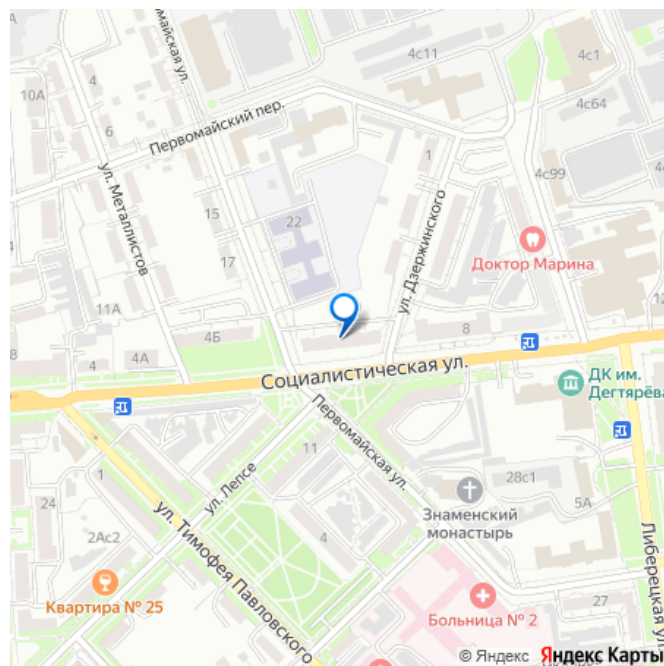 4с11
4с1
10А
4
...майская ул.
6
Первомайский пер.
4с64
1
ул. Металлистов
4с99
15
22
ул. Дзержинского
17
Доктор Марина
11А
4Б
8
8
4
4А
Социалистическая ул.
ДК им.
Дегтярёва
Первомайская ул.
11
ул. Лепсе
28с1
24
1
Знаменский
монастырь
5А
2Ас2
ул. Тимофея Павловского
4
Либерецкая ул.
Квартира № 25
Больница № 2
27
© Яндекс Яндекс Карты